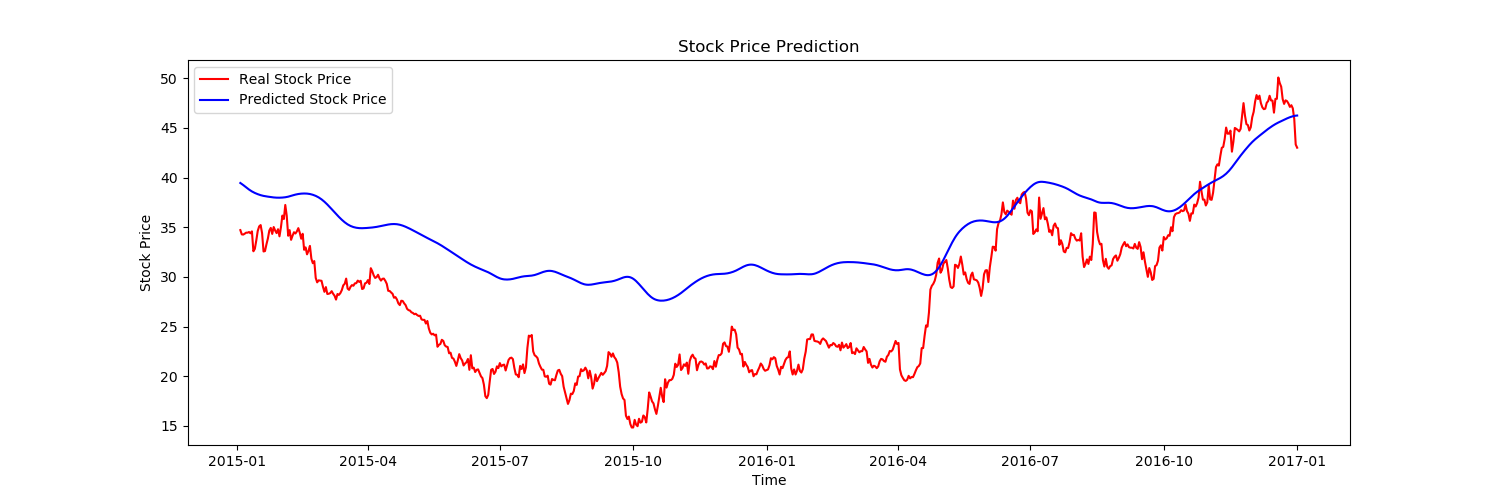 Stock Price Prediction
Real Stock Price
Predicted Stock Price
Stock Price
50
45
40
35
30
25
20
15
2015-01 2015-04 2015-07 2015-10 2016-01 2016-04 2016-07 2016-10 2017-01
Time